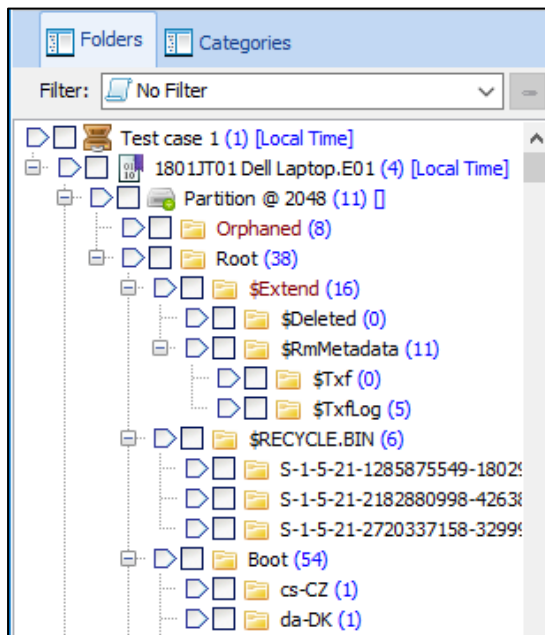 Folders Categories
Filter: No Filter
Test case 1 (1) [Local Time]
1801JT01 Dell Laptop.E01 (4) [Local Time]
Partition @ 2048 (11) []
Orphaned (8)
Root (38)
$Extend (16)
$Deleted (0)
$RmMetadata (11)
$Txf (0)
$TxfLog (5)
$RECYCLE.BIN (6)
S-1-5-21-1285875549-18029
S-1-5-21-2182880998-42638
S-1-5-21-2720337158-32999
Boot (54)
cs-CZ (1)
da-DK (1)